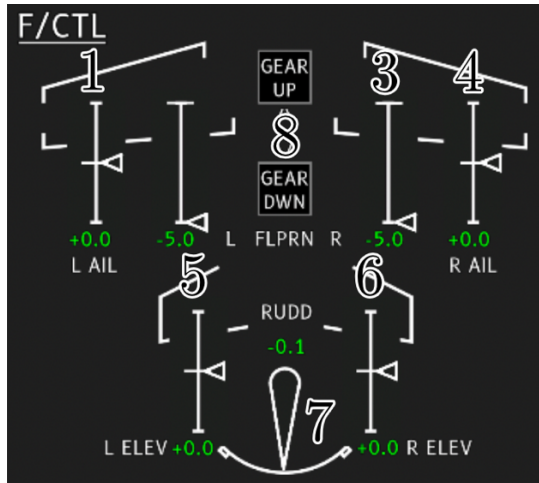 F/CTL
1
GEAR
UP
3
4
8
GEAR
DWN
+0.0 -5.0 L FLPRN R -5.0 +0.0
L AIL
R AIL
5
6
RUDD
-0.1
7
L ELEV +0.0
+0.0 R ELEV